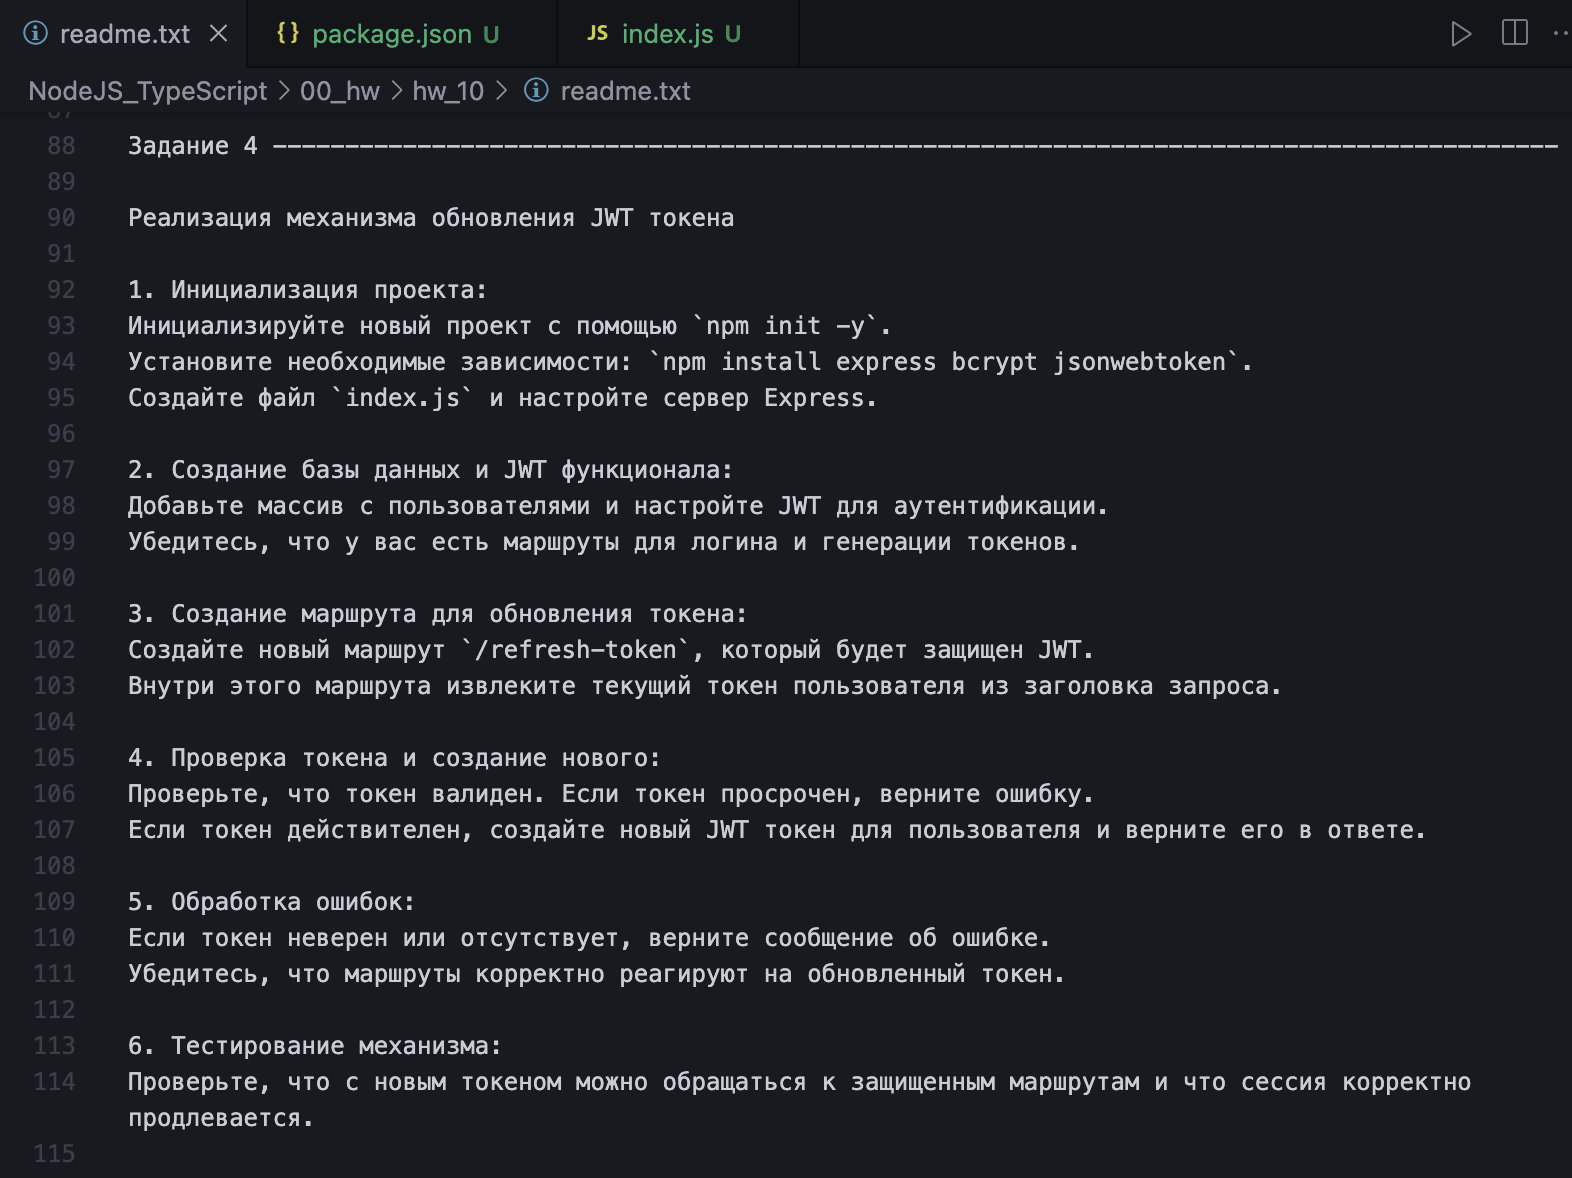 readme.txt
package.json U
JS index.js U
NodeJS_TypeScript > 00_hw > hw_10 > readme.txt
88 Задание 4 -----------------------------------------------------------------------------------------
89
90 Реализация механизма обновления JWT токена
91
92 1. Инициализация проекта:
93 Инициализируйте новый проект с помощью `npm init -y`.
94 Установите необходимые зависимости: `npm install express bcrypt jsonwebtoken`.
95 Создайте файл `index.js` и настройте сервер Express.
96
97 2. Создание базы данных и JWT функционала:
98 Добавьте массив с пользователями и настройте JWT для аутентификации.
99 Убедитесь, что у вас есть маршруты для логина и генерации токенов.
100
101 3. Создание маршрута для обновления токена:
102 Создайте новый маршрут `/refresh-token`, который будет защищен JWT.
103 Внутри этого маршрута извлеките текущий токен пользователя из заголовка запроса.
104
105 4. Проверка токена и создание нового:
106 Проверьте, что токен валиден. Если токен просрочен, верните ошибку.
107 Если токен действителен, создайте новый JWT токен для пользователя и верните его в ответе.
108
109 5. Обработка ошибок:
110 Если токен неверен или отсутствует, верните сообщение об ошибке.
111 Убедитесь, что маршруты корректно реагируют на обновленный токен.
112
113 6. Тестирование механизма:
114 Проверьте, что с новым токеном можно обращаться к защищенным маршрутам и что сессия корректно
продлевается.
115